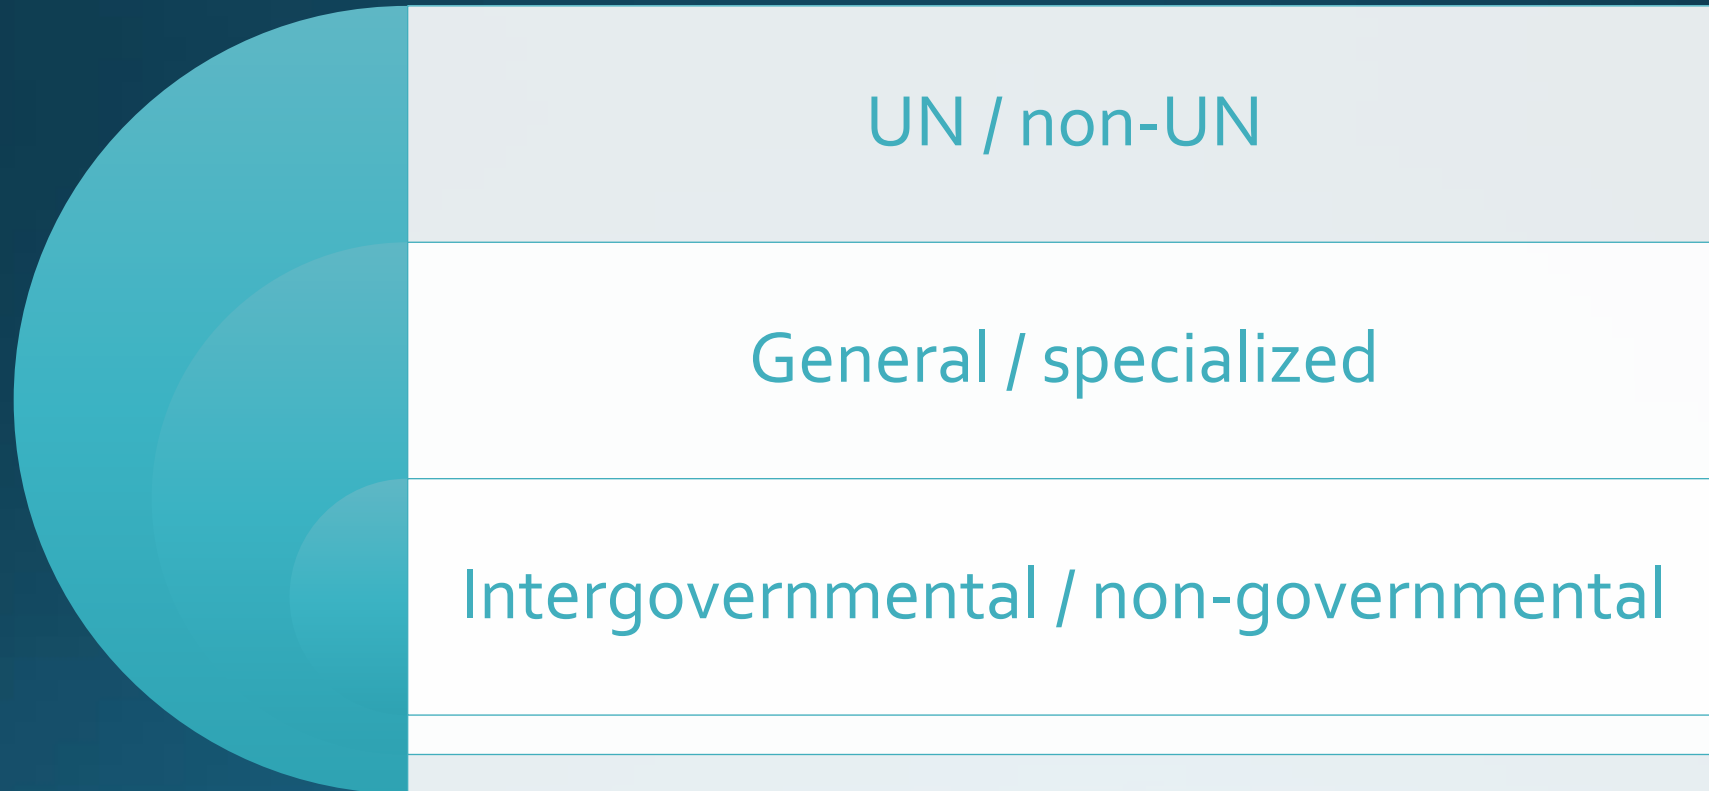 UN / non-UN
General / specialized
Intergovernmental / non-governmental